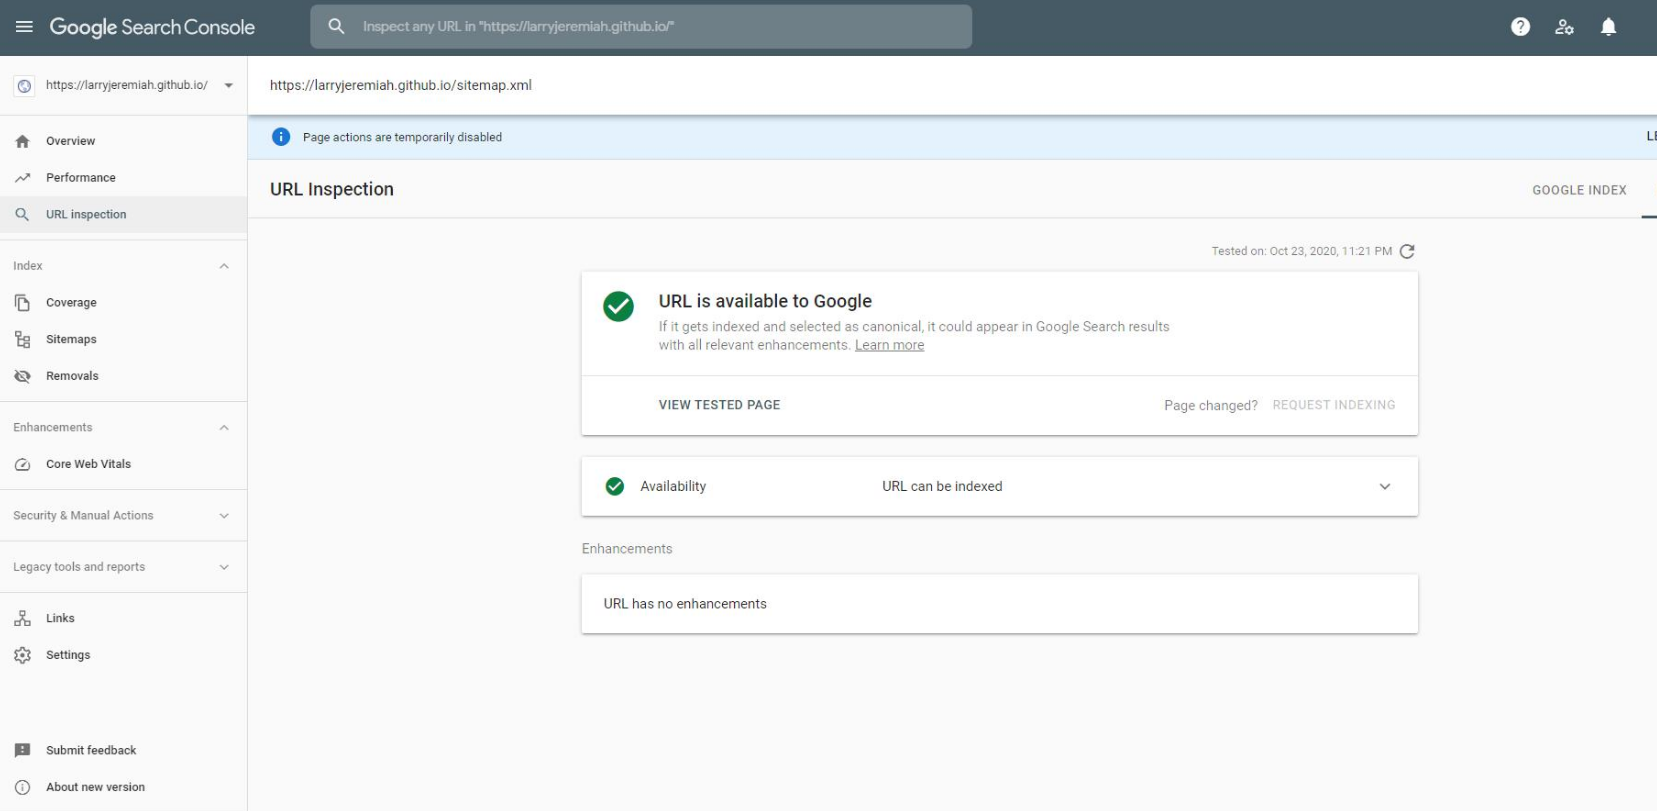 Google Search Console
Inspect any URL in "https://larryjeremiah.github.io/"
https://larryjeremiah.github.io/
https://larryjeremiah.github.io/sitemap.xml
Page actions are temporarily disabled
LE
Overview
Performance
URL inspection
Index
Coverage
Sitemaps
Removals
Enhancements
Core Web Vitals
Security & Manual Actions
Legacy tools and reports
Links
Settings
Submit feedback
About new version
URL Inspection
GOOGLE INDEX
Tested on: Oct 23, 2020, 11:21 PM
URL is available to Google
If it gets indexed and selected as canonical, it could appear in Google Search results
with all relevant enhancements. Learn more
VIEW TESTED PAGE
Page changed? REQUEST INDEXING
Availability URL can be indexed
Enhancements
URL has no enhancements